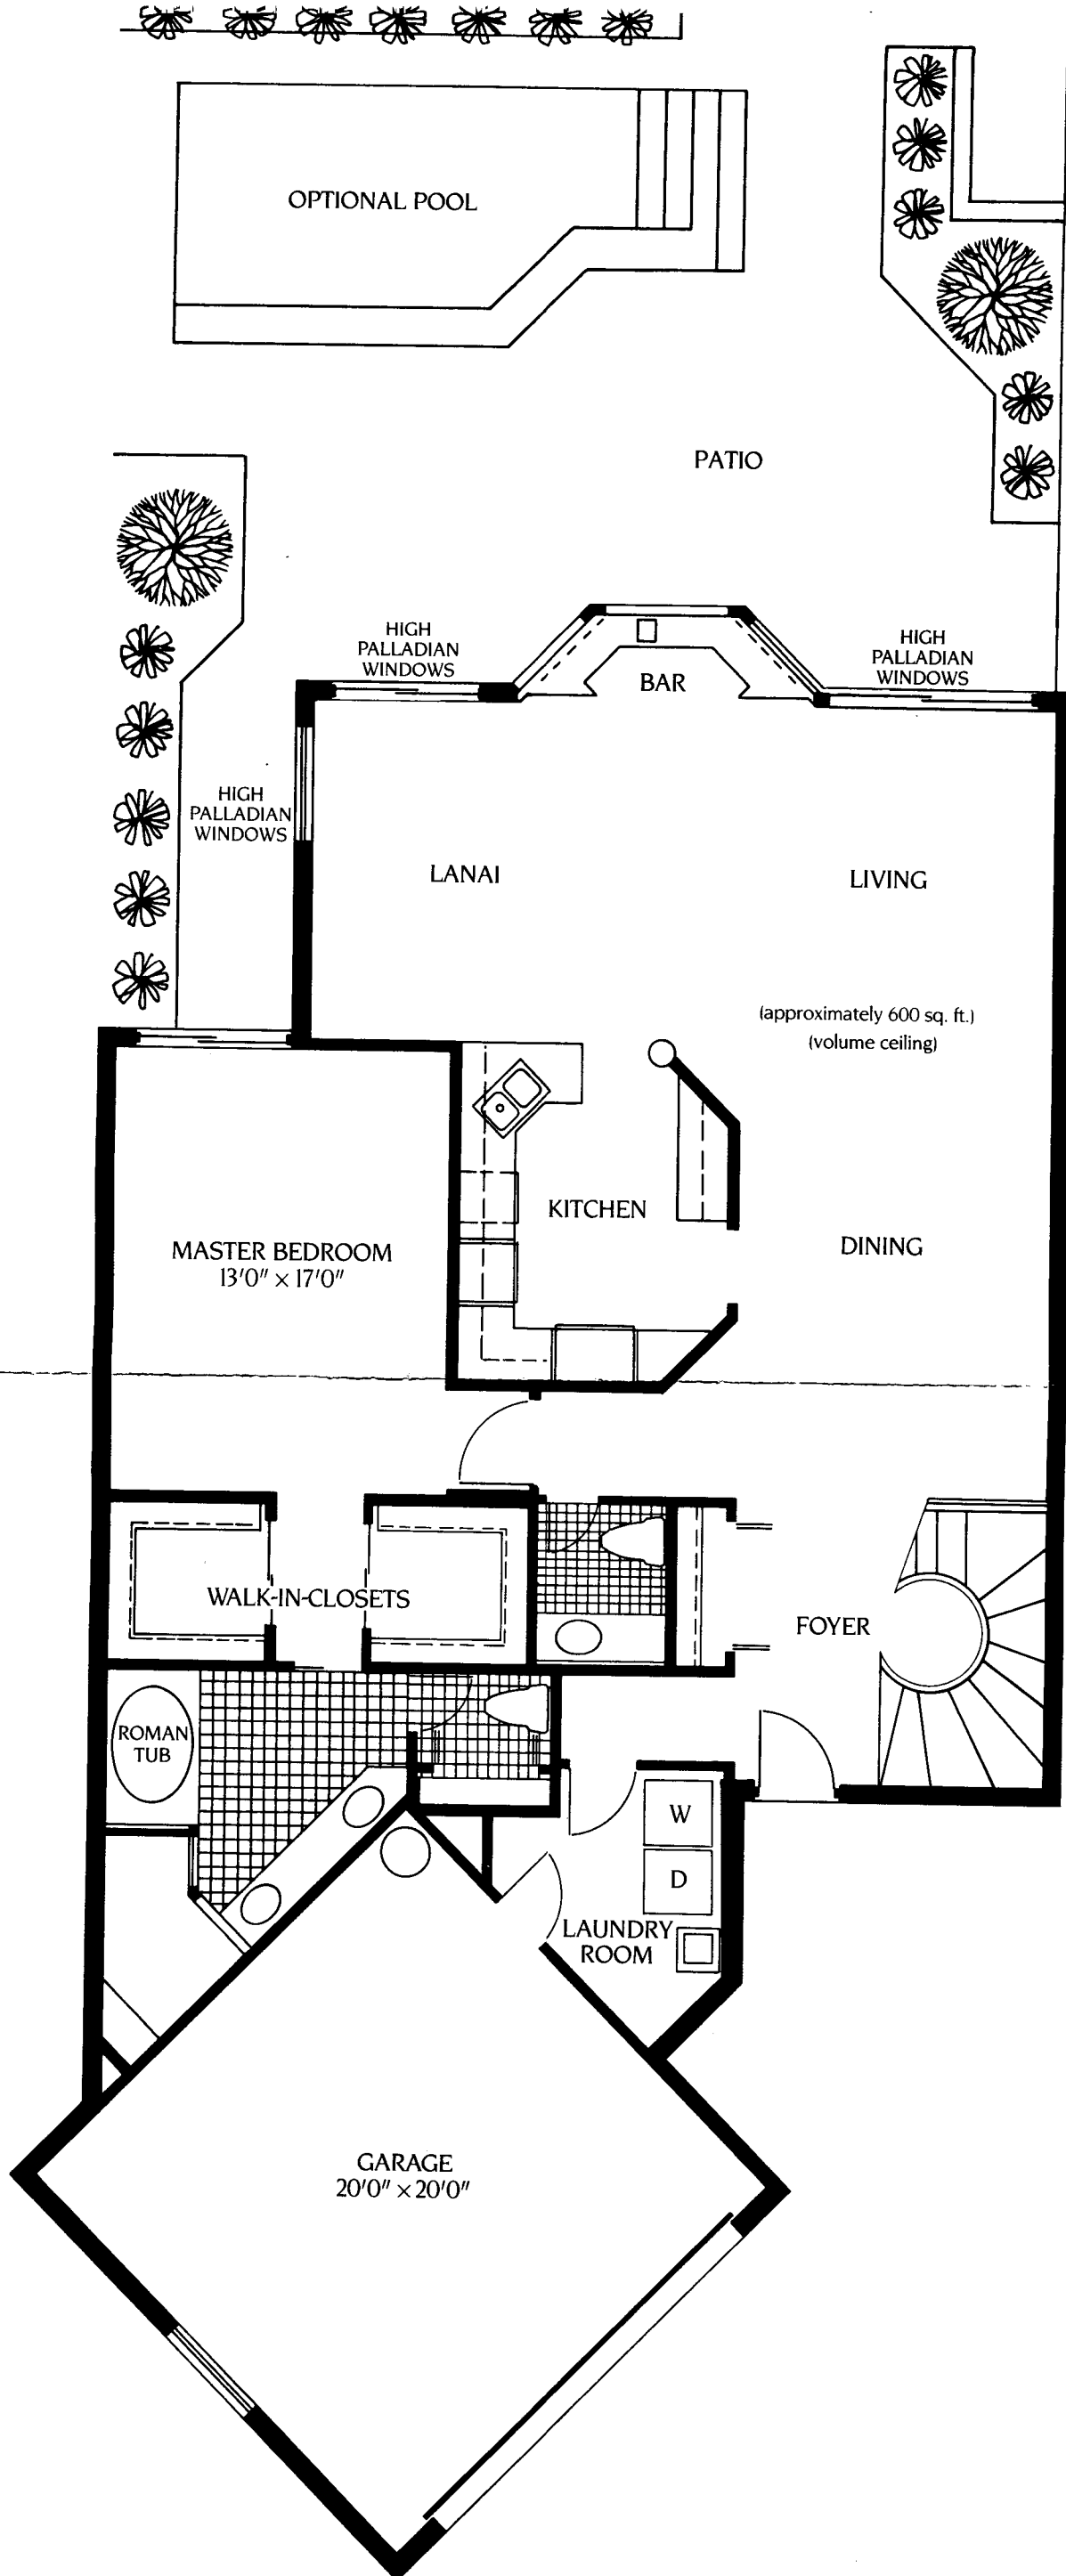 OPTIONAL POOL
PATIO
HIGH
PALLADIAN
WINDOWS
BAR
HIGH
PALLADIAN
WINDOWS
HIGH
PALLADIAN
WINDOWS
LANAI
LIVING
(approximately 600 sq. ft.)
(volume ceiling)
KITCHEN
DINING
MASTER BEDROOM
13'0" × 17'0"
WALK-IN-CLOSETS
FOYER
ROMAN
TUB
W
D
LAUNDRY
ROOM
GARAGE
20'0" × 20'0"